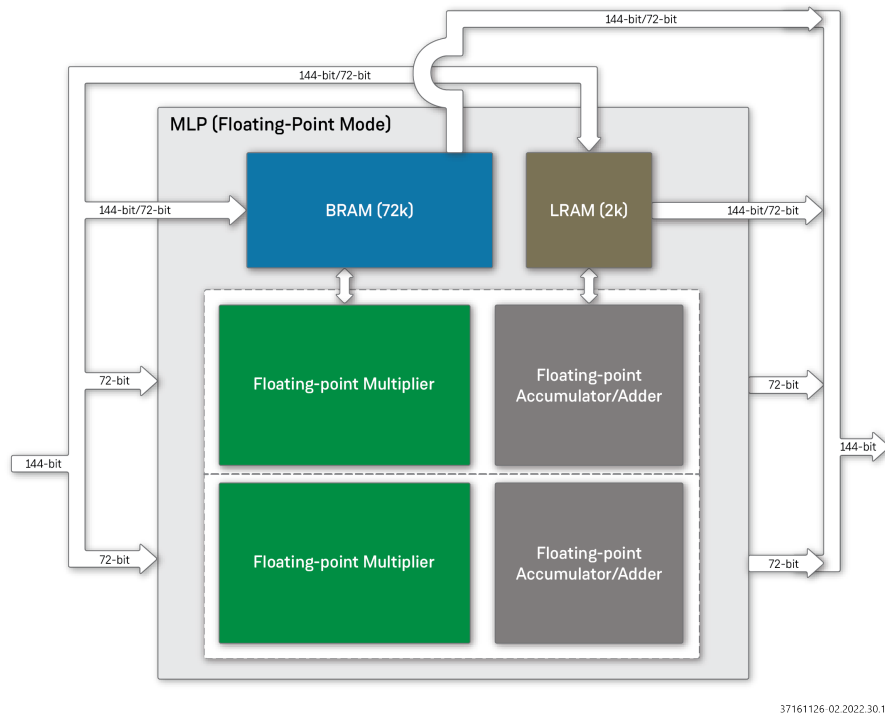 144-bit/72-bit
144-bit/72-bit
MLP (Floating-Point Mode)
144-bit/72-bit
BRAM (72k)
LRAM (2k)
144-bit/72-bit
72-bit
Floating-point Multiplier
Floating-point
Accumulator/Adder
72-bit
144-bit
144-bit
72-bit
Floating-point Multiplier
Floating-point
Accumulator/Adder
72-bit
37161126-02.2022.30.11